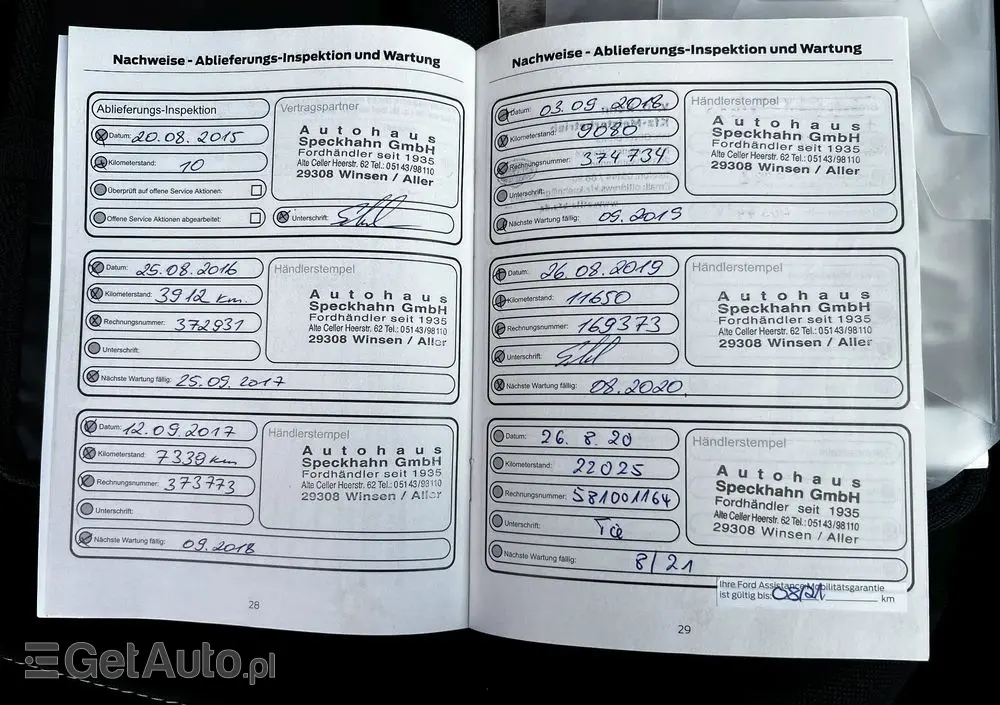 Nachweise - Ablieferungs-Inspektion und Wartung
Ablieferungs-Inspektion
Datum: 20.08.2015
Kilometerstand: 10
Überprüft auf offene Service Aktionen:
Offene Service Aktionen abgearbeitet:
Vertragspartner
Autohaus
Speckhahn GmbH
Fordhändler seit 1935
Alte Celler Heerstr. 62 Tel.: 05143/98110
29308 Winsen / Aller
Unterschrift:
Datum: 25.08.2016
Kilometerstand: 3912 km
Rechnungsnummer: 372931
Unterschrift:
Nächste Wartung fällig: 25.09.2017
Händlerstempel
Autohaus
Speckhahn GmbH
Fordhändler seit 1935
Alte Celler Heerstr. 62 Tel.: 05143/98110
29308 Winsen / Aller
Datum: 12.09.2017
Kilometerstand: 7339 km
Rechnungsnummer: 373773
Unterschrift:
Nächste Wartung fällig: 09.2018
Händlerstempel
Autohaus
Speckhahn GmbH
Fordhändler seit 1935
Alte Celler Heerstr. 62 Tel.: 05143/98110
29308 Winsen / Aller
28
Nachweise - Ablieferungs-Inspektion und Wartung
Datum: 03.09.2018
Kilometerstand: 9080
Rechnungsnummer: 374734
Unterschrift:
Nächste Wartung fällig: 09.2019
Händlerstempel
Autohaus
Speckhahn GmbH
Fordhändler seit 1935
Alte Celler Heerstr. 62 Tel.: 05143/98110
29308 Winsen / Aller
Datum: 26.08.2019
Kilometerstand: 11650
Rechnungsnummer: 169373
Unterschrift:
Nächste Wartung fällig: 08.2020
Händlerstempel
Autohaus
Speckhahn GmbH
Fordhändler seit 1935
Alte Celler Heerstr. 62 Tel.: 05143/98110
29308 Winsen / Aller
Datum: 26.8.20
Kilometerstand: 22025
Rechnungsnummer: 581001164
Unterschrift:
Nächste Wartung fällig: 8/21
Händlerstempel
Autohaus
Speckhahn GmbH
Fordhändler seit 1935
Alte Celler Heerstr. 62 Tel.: 05143/98110
29308 Winsen / Aller
Ihre Ford Assistance Mobilitätsgarantie
ist gültig bis: 08/21 km
29
GetAuto.pl